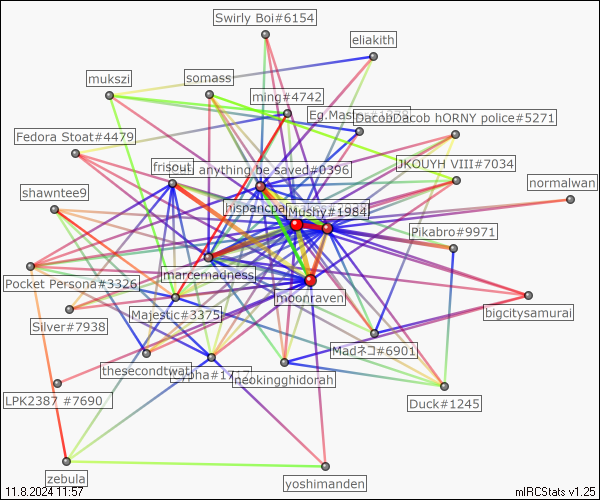 Swirly Boi#6154
eliakith
mukszi
somass
ming#4742
Eg.Mas
DacobDacob hORNY police#5271
Fedora Stoat#4479
frisout
anything be saved#0396
JKOUYH VIII#7034
shawntee9
normalwan
hispancpa
Mushy#1984
Pikabro#9971
marcemadness
Pocket Persona#3326
moonraven
bigcitysamurai
Silver#7938
Majestic#3375
Madネコ#6901
thesecondtwat
neokingghidorah
LPK2387 #7690
Duck#1245
zebula
yoshimanden
11.8.2024 11:57
mIRCStats v1.25